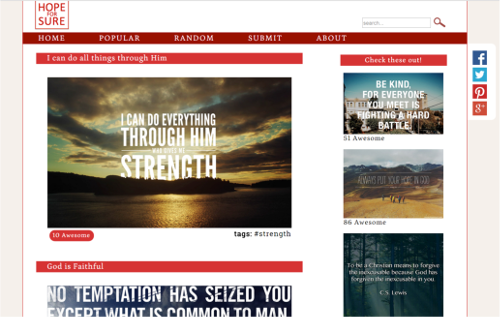 HOPE
FOR
SURE
search...
HOME POPULAR RANDOM SUBMIT ABOUT
I can do all things through Him
I CAN DO EVERYTHING
THROUGH HIM
WHO GIVES ME
STRENGTH
10 Awesome
tags: #strength
God is Faithful
NO TEMPTATION HAS SEIZED YOU
EXCEPT WHAT IS COMMON TO MAN.
Check these out!
BE KIND,
FOR EVERYONE
YOU MEET IS
FIGHTING A HARD
BATTLE.
51 Awesome
ALWAYS PUT YOUR HOPE IN GOD
86 Awesome
To be a Christian means to forgive
the inexcusable because God has
forgiven the inexcusable in you.
C.S. Lewis
f
g+